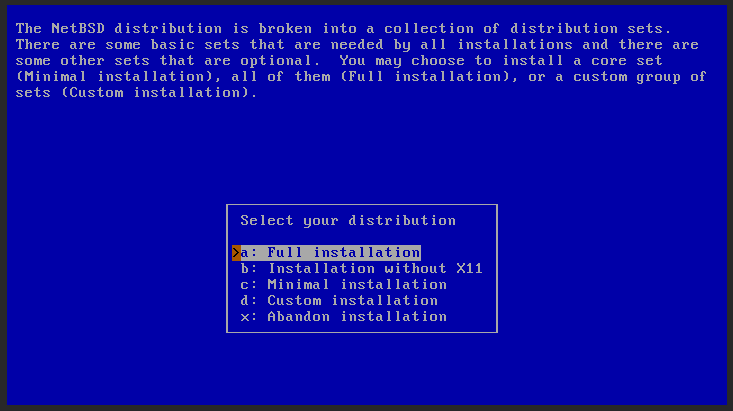 The NetBSD distribution is broken into a collection of distribution sets.
There are some basic sets that are needed by all installations and there are
some other sets that are optional.  You may choose to install a core set
(Minimal installation), all of them (Full installation), or a custom group of
sets (Custom installation).
Select your distribution
>a: Full installation
b: Installation without X11
c: Minimal installation
d: Custom installation
x: Abandon installation